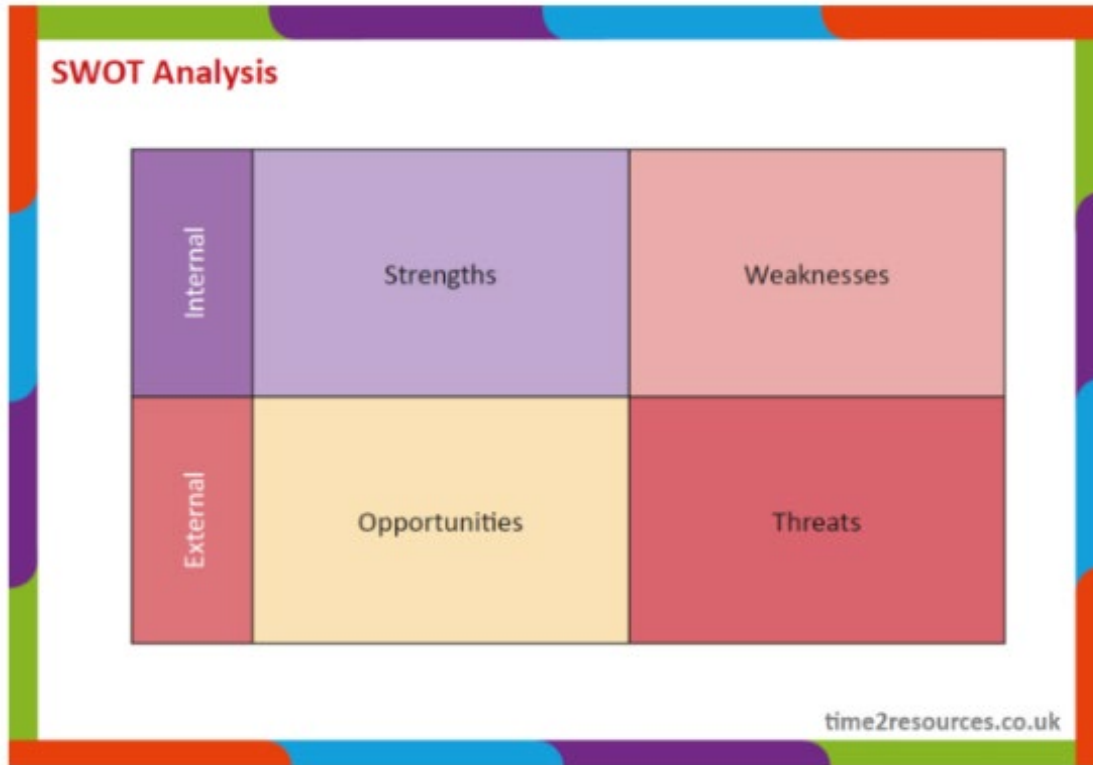 SWOT Analysis
Internal
Strengths
Weaknesses
External
Opportunities
Threats
time2resources.co.uk